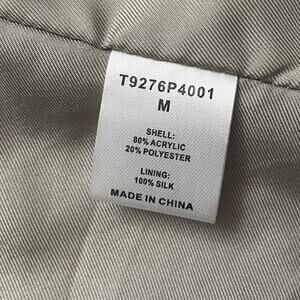 T9276P4001
M
SHELL:
80% ACRYLIC
20% POLYESTER
LINING:
100% SILK
MADE IN CHINA